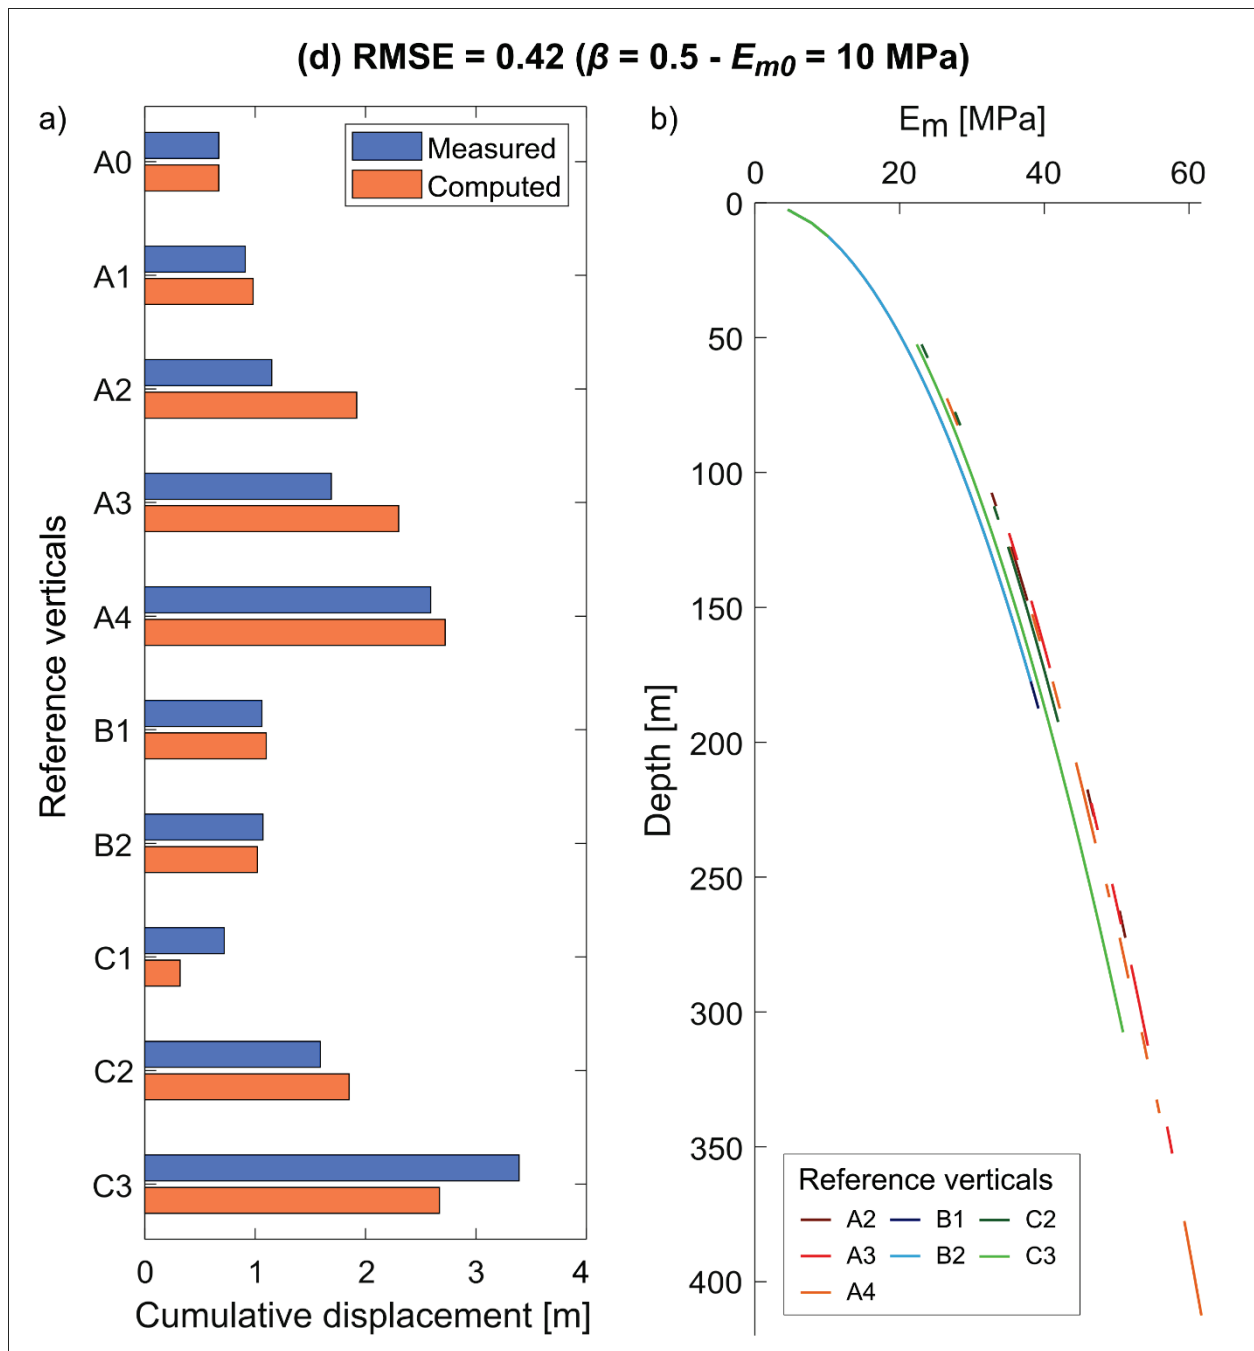 (d) RMSE = 0.42 (β = 0.5 - Em0 = 10 MPa)
a)
Measured
Computed
Reference verticals
A0
A1
A2
A3
A4
B1
B2
C1
C2
C3
0 1 2 3 4
Cumulative displacement [m]
b)
Em [MPa]
0 20 40 60
Depth [m]
0
50
100
150
200
250
300
350
400
Reference verticals
A2 B1 C2
A3 B2 C3
A4